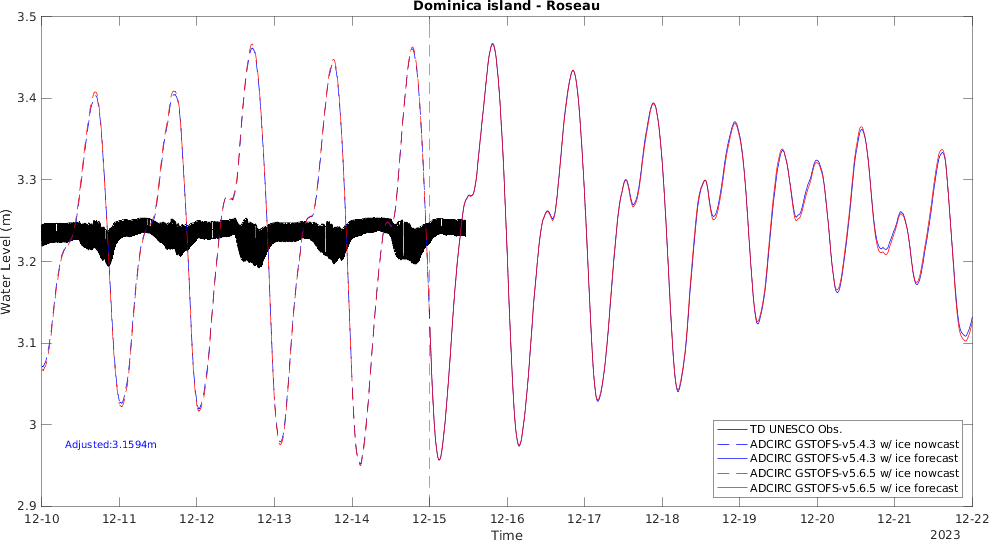 Dominica island - Roseau
Water Level (m)
3.5
3.4
3.3
3.2
3.1
3
2.9
Adjusted:3.1594m
TD UNESCO Obs.
ADCIRC GSTOFS-v5.4.3 w/ ice nowcast
ADCIRC GSTOFS-v5.4.3 w/ ice forecast
ADCIRC GSTOFS-v5.6.5 w/ ice nowcast
ADCIRC GSTOFS-v5.6.5 w/ ice forecast
12-10 12-11 12-12 12-13 12-14 12-15 12-16 12-17 12-18 12-19 12-20 12-21 12-22
Time
2023